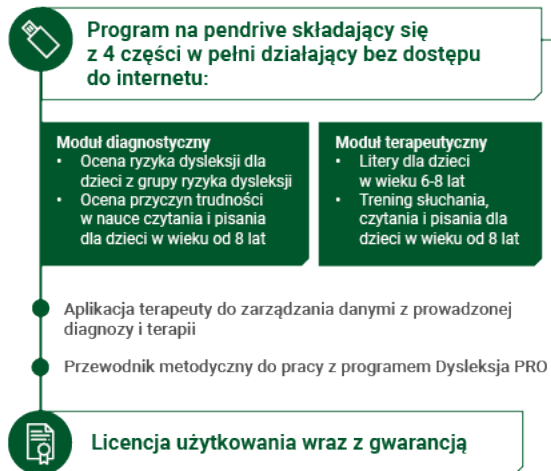 Program na pendrive składający się
z 4 części w pełni działający bez dostępu
do internetu:
Moduł diagnostyczny
• Ocena ryzyka dysleksji dla
dzieci z grupy ryzyka dysleksji
• Ocena przyczyn trudności
w nauce czytania i pisania
dla dzieci w wieku od 8 lat
Moduł terapeutyczny
• Litery dla dzieci
w wieku 6-8 lat
• Trening słuchania,
czytania i pisania dla
dzieci w wieku od 8 lat
Aplikacja terapeuty do zarządzania danymi z prowadzonej
diagnozy i terapii
Przewodnik metodyczny do pracy z programem Dysleksja PRO
Licencja użytkowania wraz z gwarancją